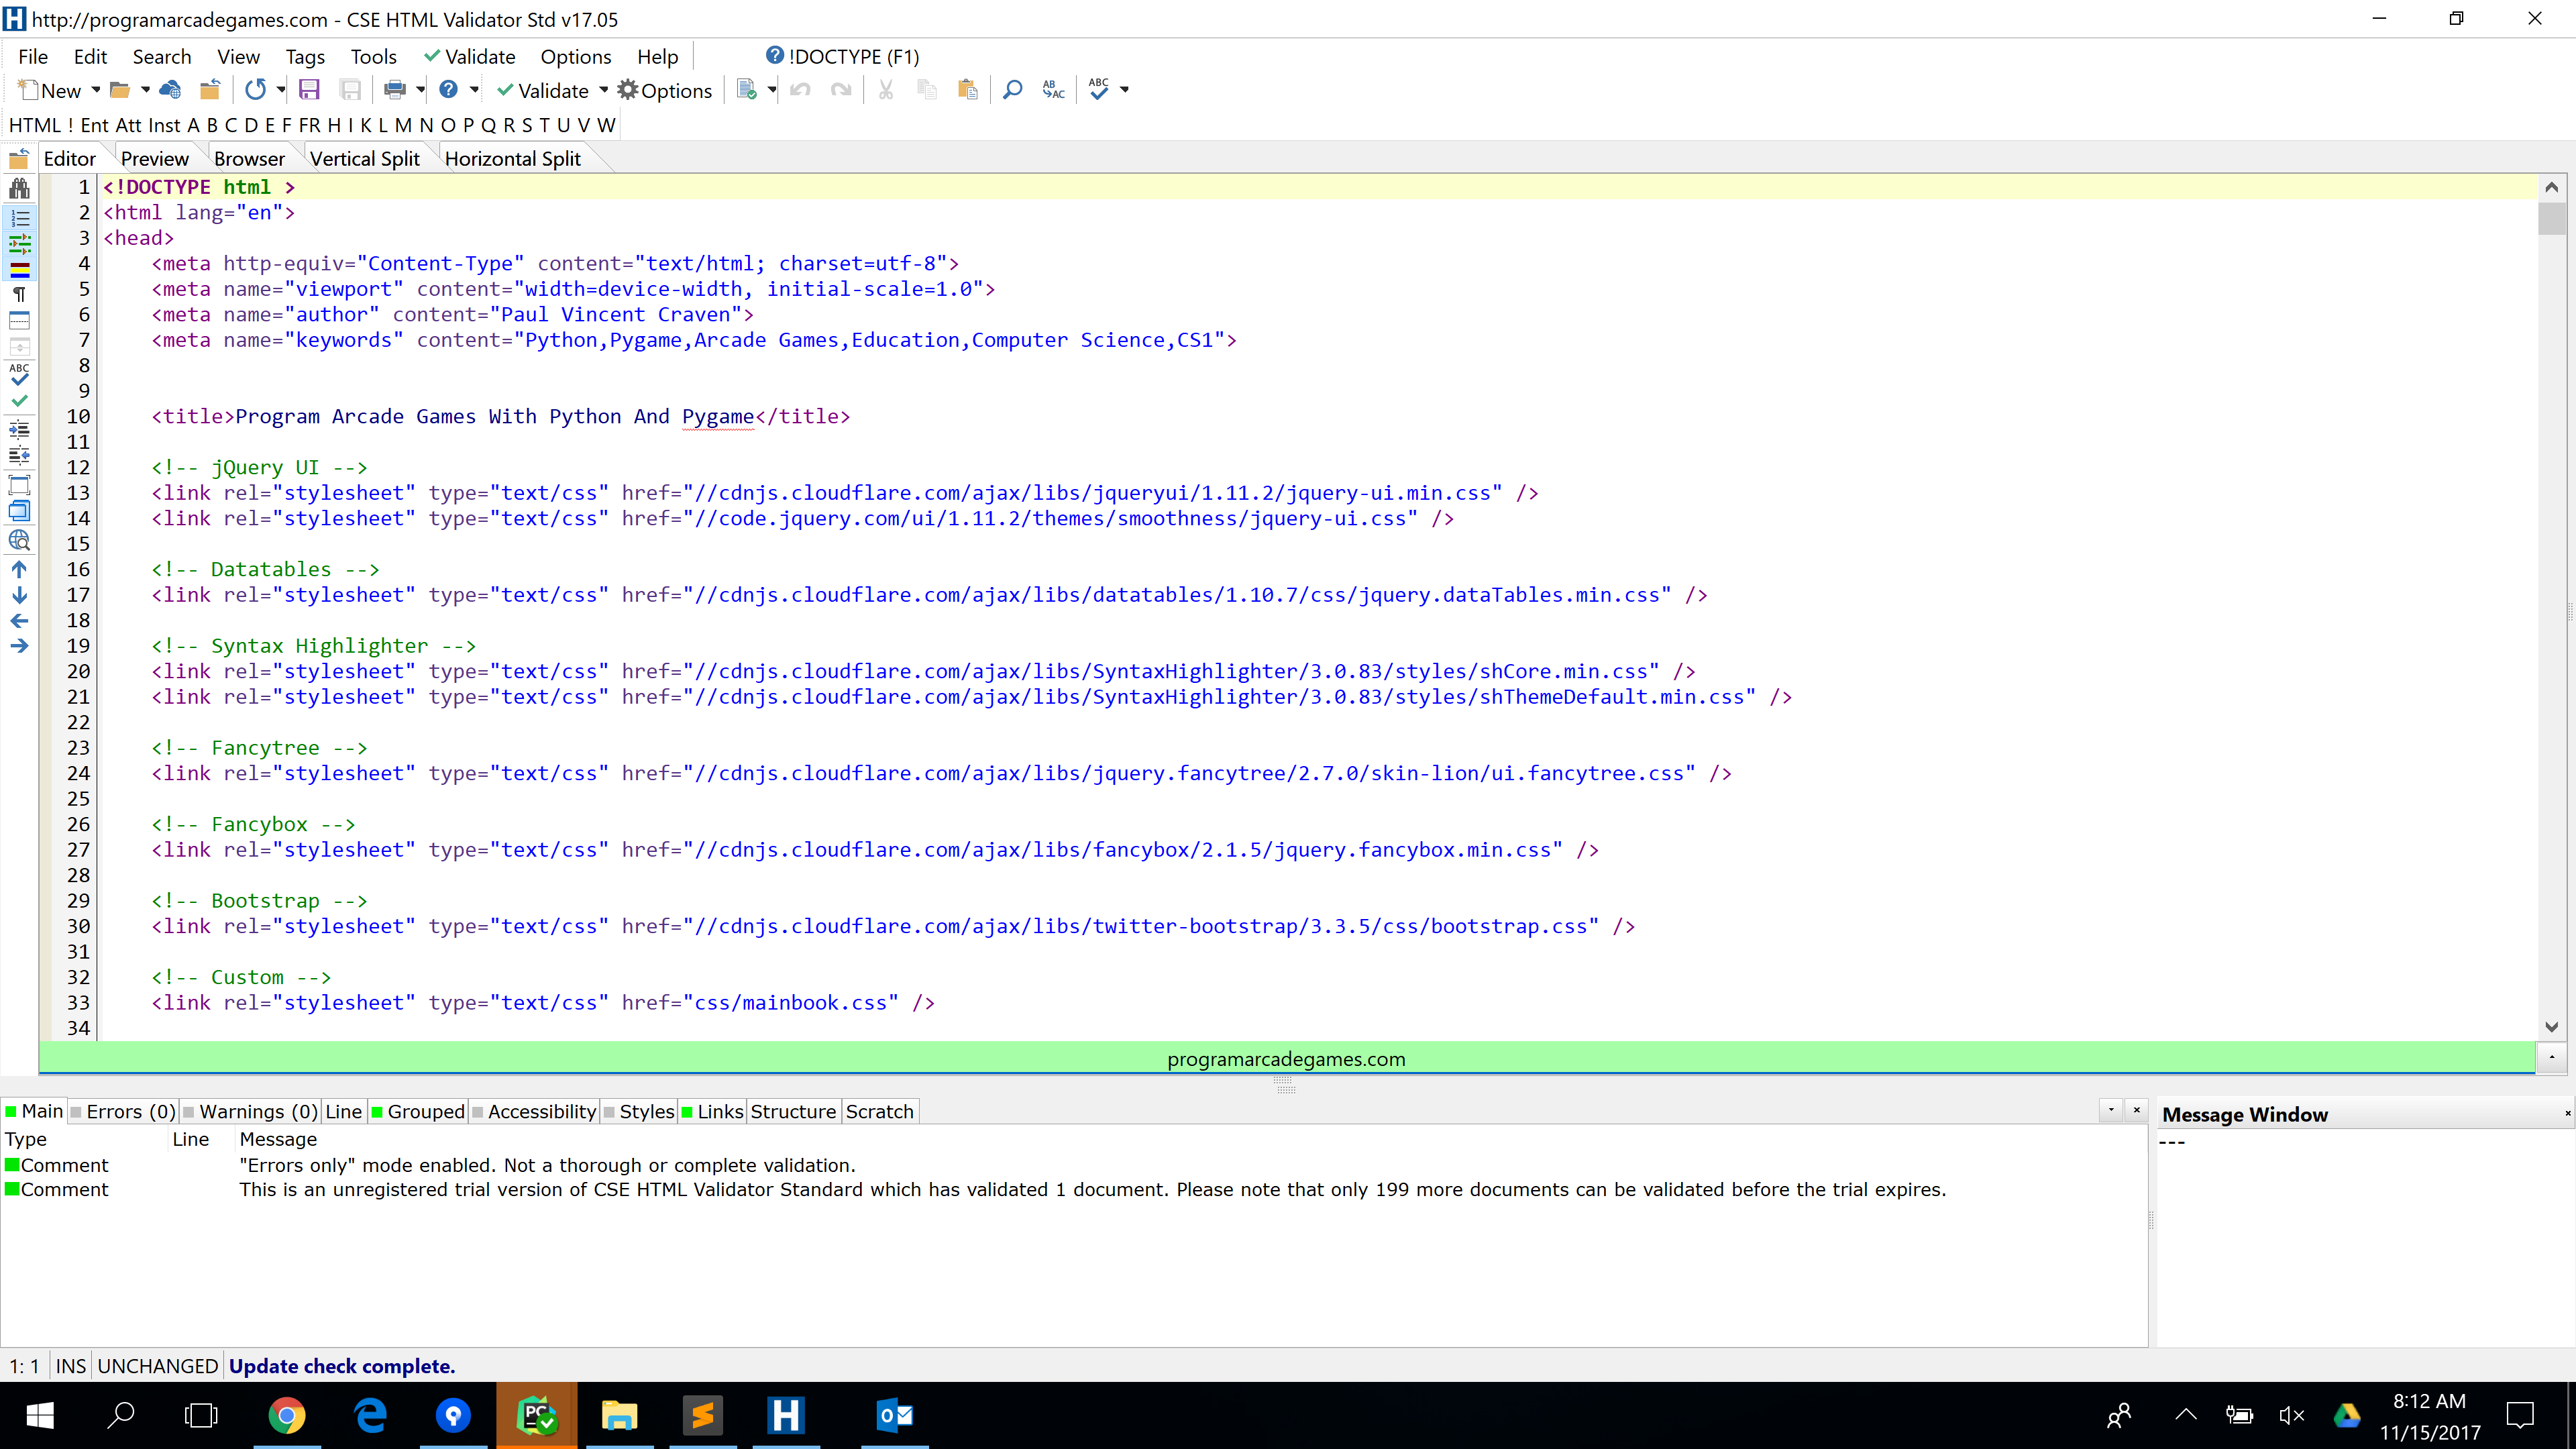 http://programarcadegames.com - CSE HTML Validator Std v17.05
File Edit Search View Tags Tools Validate Options Help !DOCTYPE (F1)
New Validate Options
HTML ! Ent Att Inst A B C D E F FR H I K L M N O P Q R S T U V W
Editor Preview Browser Vertical Split Horizontal Split
1 <!DOCTYPE html >
2 <html lang="en">
3 <head>
4 <meta http-equiv="Content-Type" content="text/html; charset=utf-8">
5 <meta name="viewport" content="width=device-width, initial-scale=1.0">
6 <meta name="author" content="Paul Vincent Craven">
7 <meta name="keywords" content="Python,Pygame,Arcade Games,Education,Computer Science,CS1">
8
9
10 <title>Program Arcade Games With Python And Pygame</title>
11
12 <!-- jQuery UI -->
13 <link rel="stylesheet" type="text/css" href="//cdnjs.cloudflare.com/ajax/libs/jqueryui/1.11.2/jquery-ui.min.css" />
14 <link rel="stylesheet" type="text/css" href="//code.jquery.com/ui/1.11.2/themes/smoothness/jquery-ui.css" />
15
16 <!-- Datatables -->
17 <link rel="stylesheet" type="text/css" href="//cdnjs.cloudflare.com/ajax/libs/datatables/1.10.7/css/jquery.dataTables.min.css" />
18
19 <!-- Syntax Highlighter -->
20 <link rel="stylesheet" type="text/css" href="//cdnjs.cloudflare.com/ajax/libs/SyntaxHighlighter/3.0.83/styles/shCore.min.css" />
21 <link rel="stylesheet" type="text/css" href="//cdnjs.cloudflare.com/ajax/libs/SyntaxHighlighter/3.0.83/styles/shThemeDefault.min.css" />
22
23 <!-- Fancytree -->
24 <link rel="stylesheet" type="text/css" href="//cdnjs.cloudflare.com/ajax/libs/jquery.fancytree/2.7.0/skin-lion/ui.fancytree.css" />
25
26 <!-- Fancybox -->
27 <link rel="stylesheet" type="text/css" href="//cdnjs.cloudflare.com/ajax/libs/fancybox/2.1.5/jquery.fancybox.min.css" />
28
29 <!-- Bootstrap -->
30 <link rel="stylesheet" type="text/css" href="//cdnjs.cloudflare.com/ajax/libs/twitter-bootstrap/3.3.5/css/bootstrap.css" />
31
32 <!-- Custom -->
33 <link rel="stylesheet" type="text/css" href="css/mainbook.css" />
34
programarcadegames.com
Main Errors (0) Warnings (0) Line Grouped Accessibility Styles Links Structure Scratch
Type Line Message
Comment "Errors only" mode enabled. Not a thorough or complete validation.
Comment This is an unregistered trial version of CSE HTML Validator Standard which has validated 1 document. Please note that only 199 more documents can be validated before the trial expires.
Message Window
---
1: 1 INS UNCHANGED Update check complete.
8:12 AM
11/15/2017